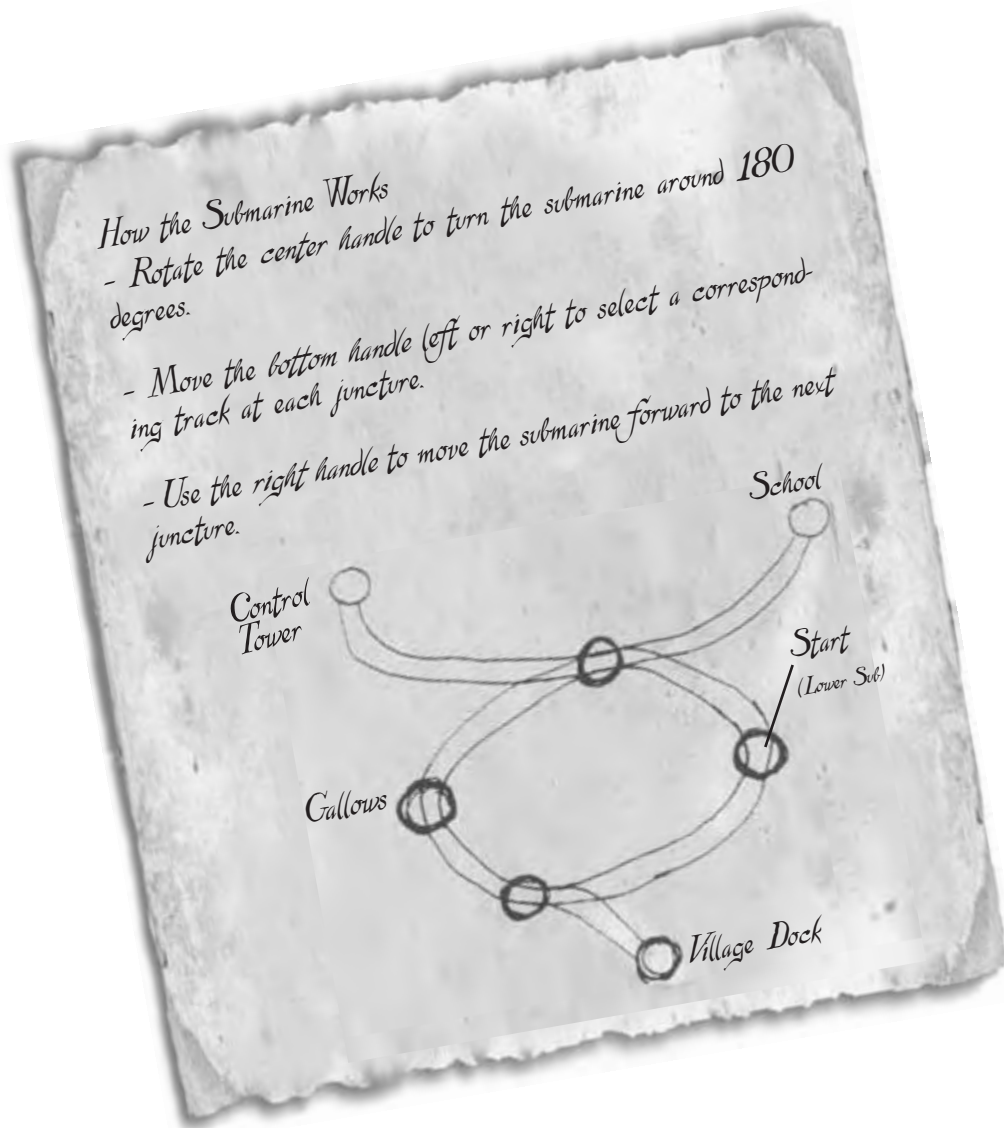 How the Submarine Works
- Rotate the center handle to turn the submarine around 180
degrees.
- Move the bottom handle left or right to select a correspond-
ing track at each juncture.
- Use the right handle to move the submarine forward to the next
juncture.
School
Control
Tower
Start
(Lower Sub)
Gallows
Village Dock